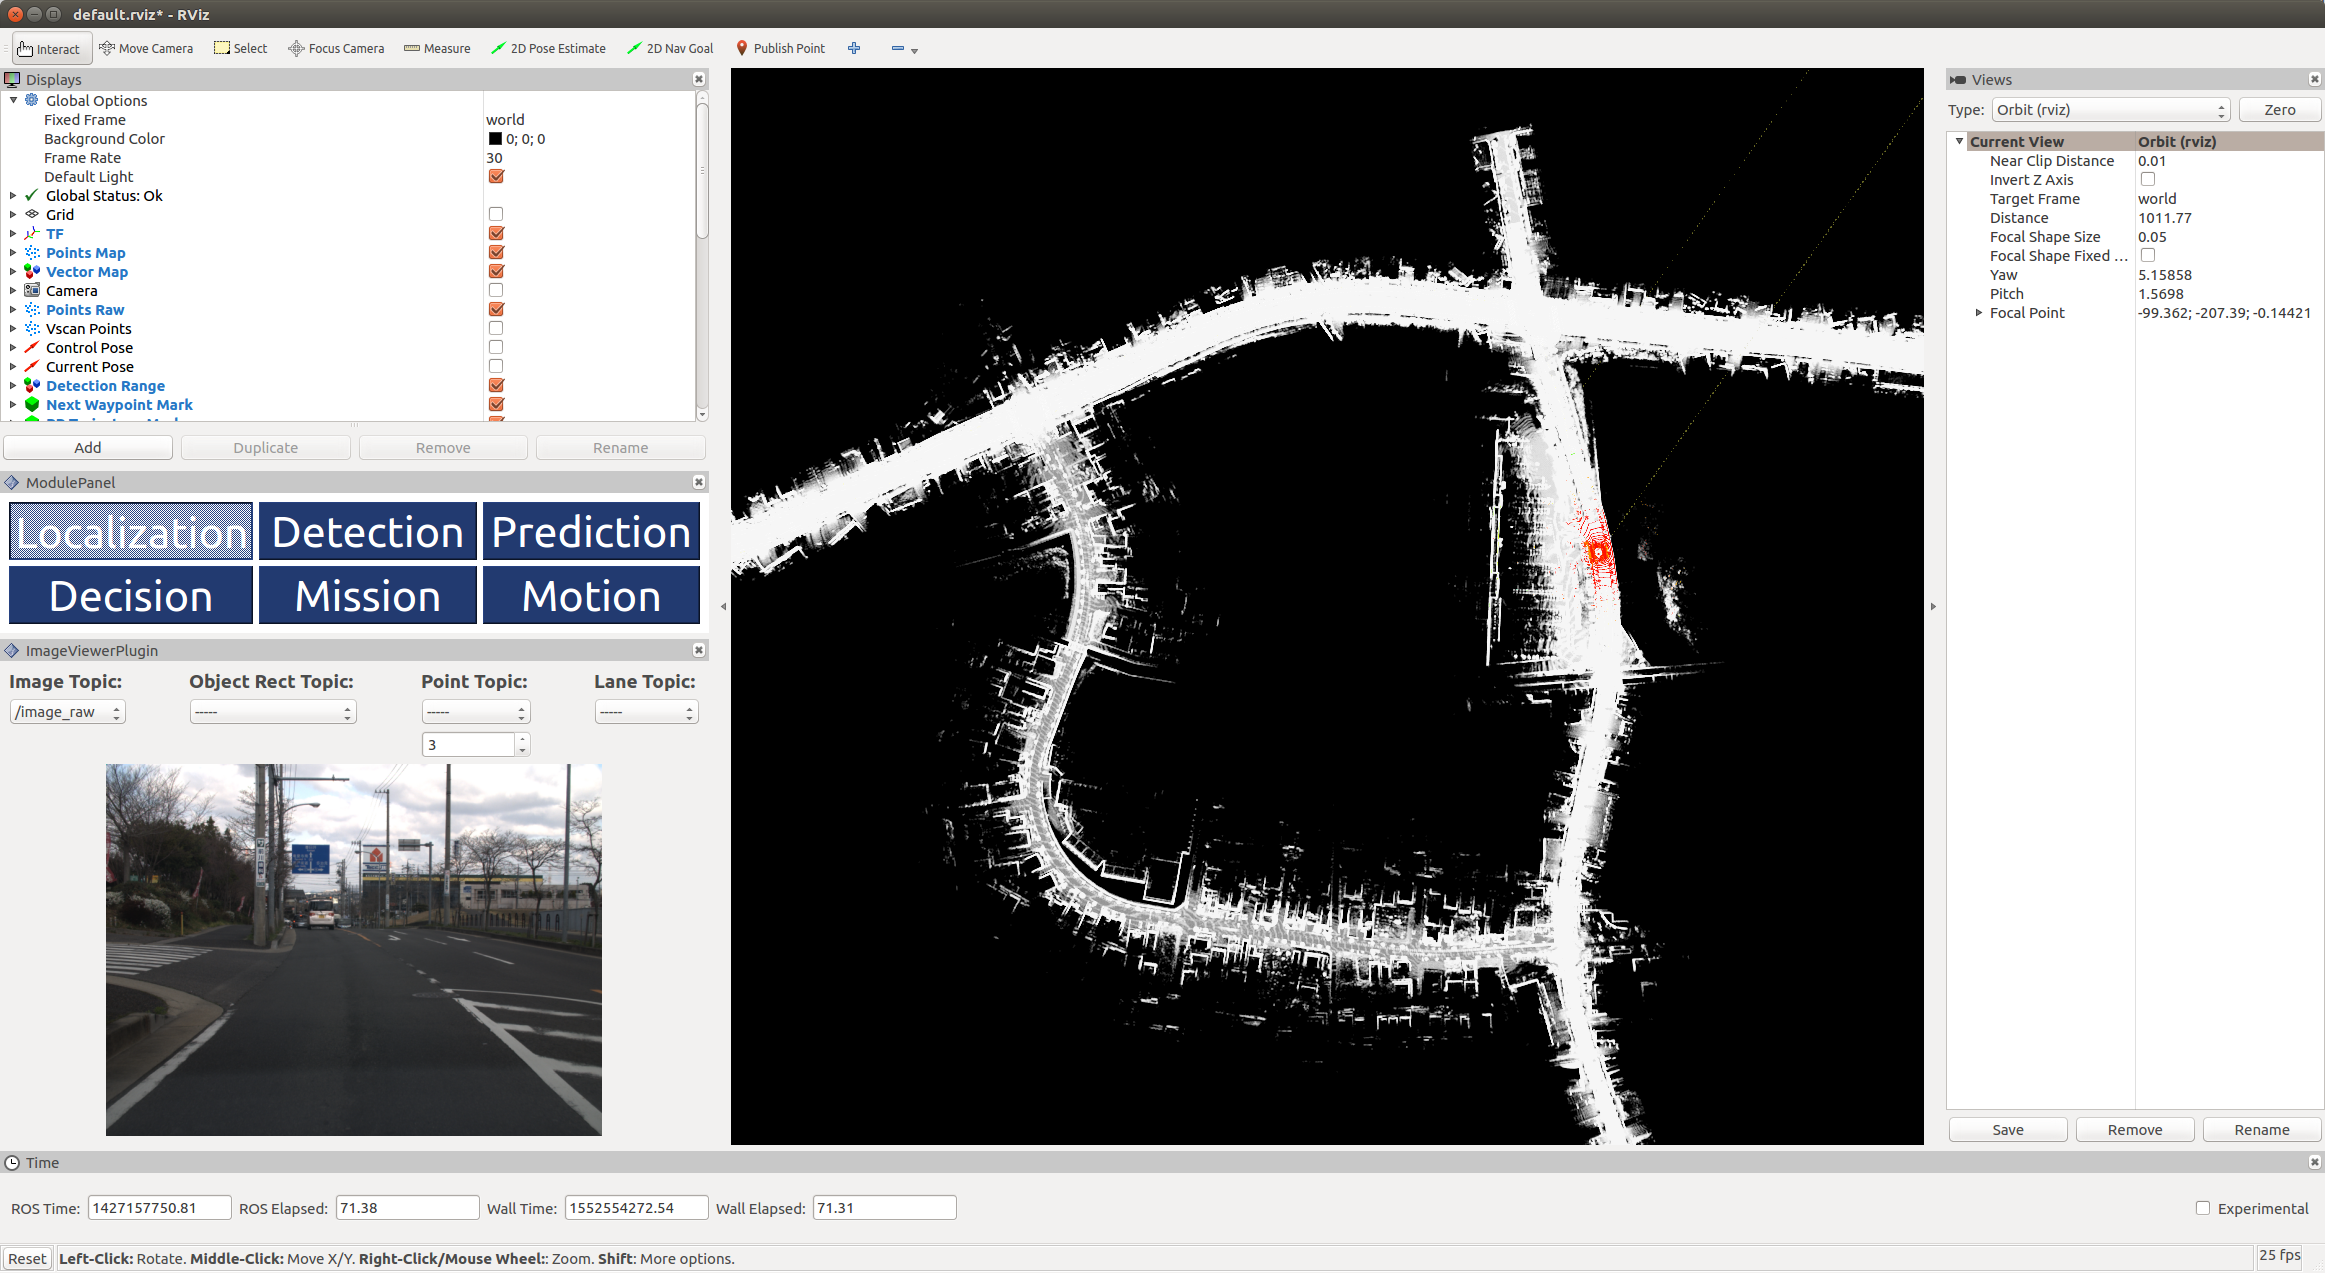 default.rviz* - RViz
Interact Move Camera Select Focus Camera Measure 2D Pose Estimate 2D Nav Goal Publish Point
Displays
Global Options
Fixed Frame world
Background Color 0; 0; 0
Frame Rate 30
Default Light
Global Status: Ok
Grid
TF
Points Map
Vector Map
Camera
Points Raw
Vscan Points
Control Pose
Current Pose
Detection Range
Next Waypoint Mark
Add Duplicate Remove Rename
ModulePanel
Localization Detection Prediction
Decision Mission Motion
ImageViewerPlugin
Image Topic: Object Rect Topic: Point Topic: Lane Topic:
/image_raw ----- ----- -----
3
Views
Type: Orbit (rviz) Zero
Current View Orbit (rviz)
Near Clip Distance 0.01
Invert Z Axis
Target Frame world
Distance 1011.77
Focal Shape Size 0.05
Focal Shape Fixed ...
Yaw 5.15858
Pitch 1.5698
Focal Point -99.362; -207.39; -0.14421
Save Remove Rename
Time
ROS Time: 1427157750.81 ROS Elapsed: 71.38 Wall Time: 1552554272.54 Wall Elapsed: 71.31 Experimental
Reset Left-Click: Rotate. Middle-Click: Move X/Y. Right-Click/Mouse Wheel:: Zoom. Shift: More options. 25 fps